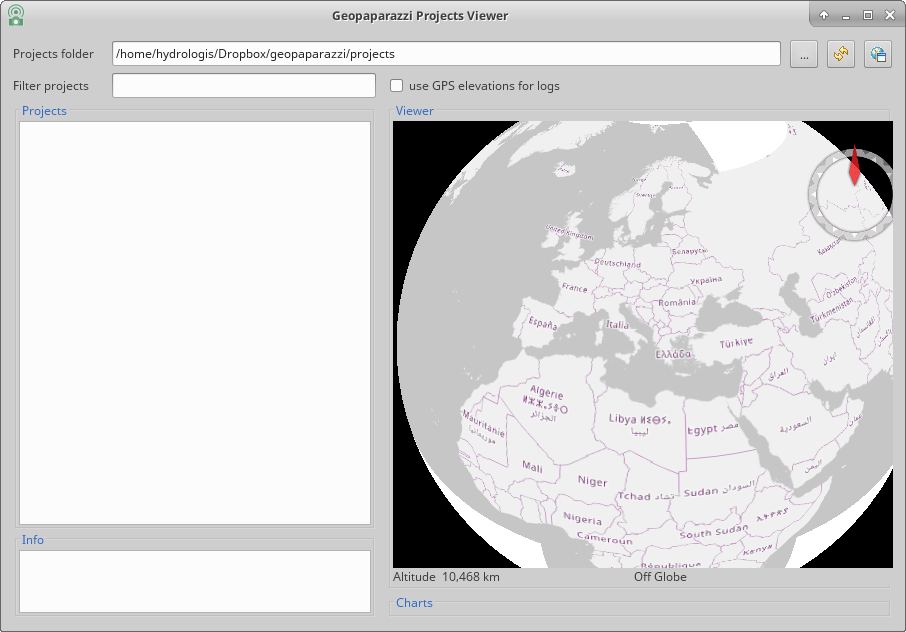 Geopaparazzi Projects Viewer
Projects folder
/home/hydrologis/Dropbox/geopaparazzi/projects
...
Filter projects
use GPS elevations for logs
Projects
Viewer
United Kingdom
Deutschland
Беларусь
France
Україна
România
España
Italia
Ελλάδα
Türkiye
O'zbekiston
Türkmenistan
ایران
العراق
Algérie
الجزائر
Libya ⵍⵉⴱⵢⴰ
ليبيا
Egypt مصر
السعودية
عمان
اليمن
Mauritanie
موريتانيا
Mali
Niger
Tchad تشاد
Sudan السودان
Nigeria
Cameroun
South Sudan
Kenya
République
Info
Altitude 10,468 km
Off Globe
Charts